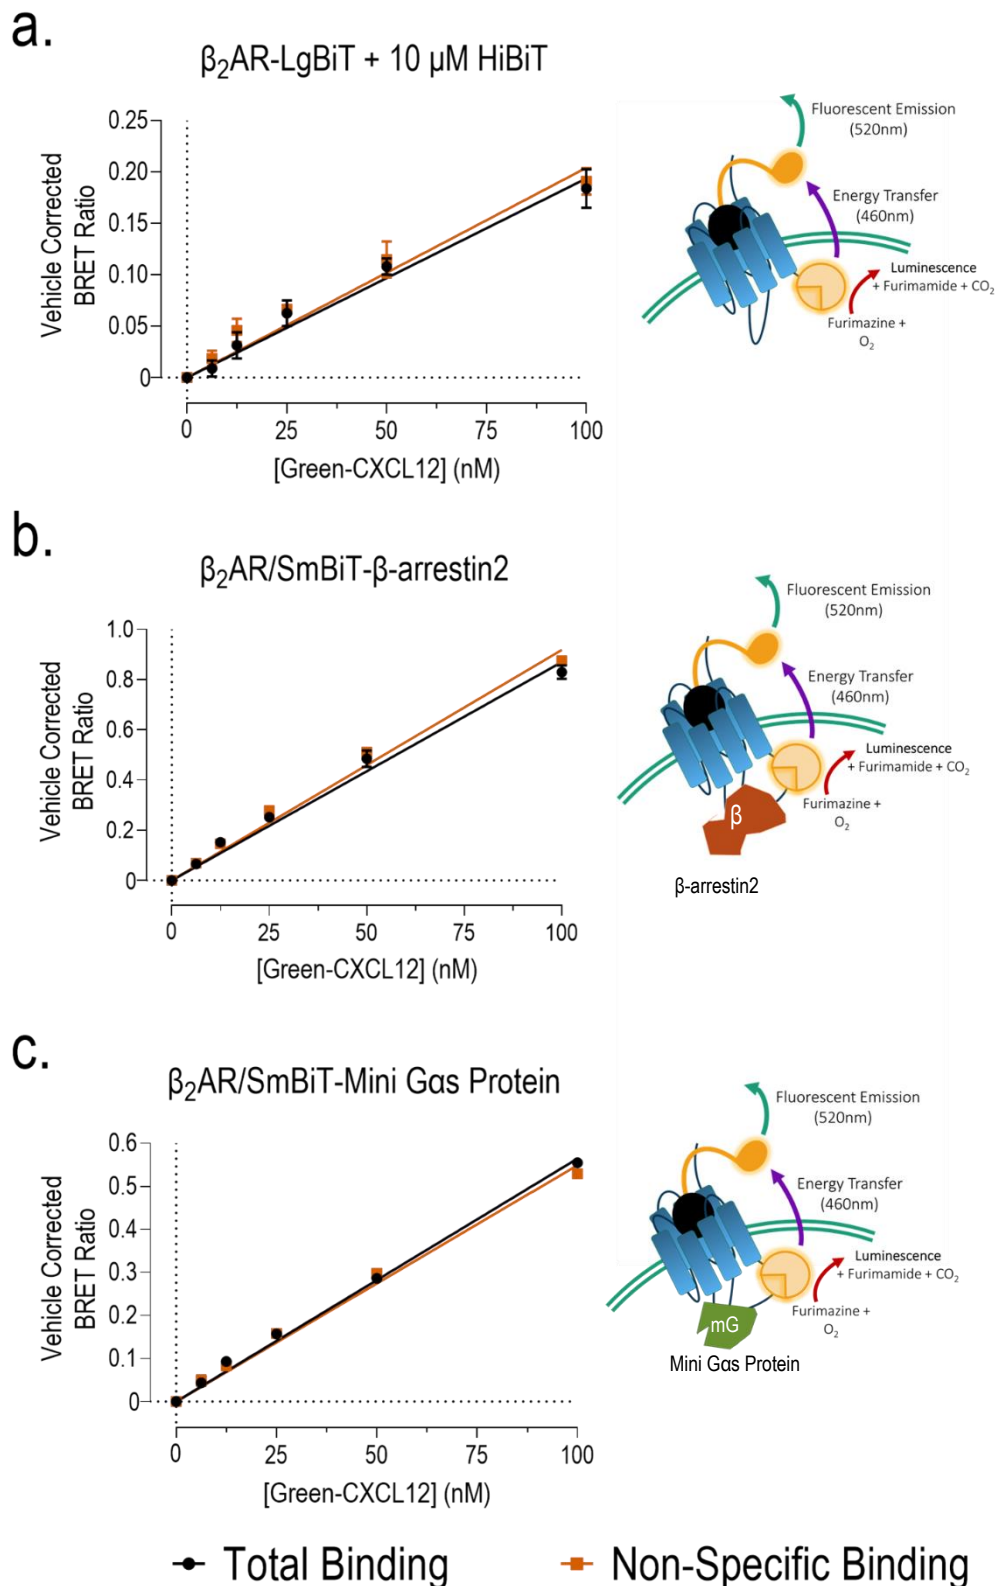 a.
β₂AR-LgBiT + 10 µM HiBiT
Vehicle Corrected
BRET Ratio
0.25
0.20
0.15
0.10
0.05
0
0
25
50
75
100
[Green-CXCL12] (nM)
Fluorescent Emission
(520nm)
Energy Transfer
(460nm)
Luminescence
+ Furimamide + CO₂
Furimazine +
O₂
b.
β₂AR/SmBiT-β-arrestin2
Vehicle Corrected
BRET Ratio
1.0
0.8
0.6
0.4
0.2
0
0
25
50
75
100
[Green-CXCL12] (nM)
Fluorescent Emission
(520nm)
Energy Transfer
(460nm)
Luminescence
+ Furimamide + CO₂
Furimazine +
O₂
β
β-arrestin2
c.
β₂AR/SmBiT-Mini Gαs Protein
Vehicle Corrected
BRET Ratio
0.6
0.5
0.4
0.3
0.2
0.1
0
0
25
50
75
100
[Green-CXCL12] (nM)
Fluorescent Emission
(520nm)
Energy Transfer
(460nm)
Luminescence
+ Furimamide + CO₂
Furimazine +
O₂
mG
Mini Gαs Protein
Total Binding
Non-Specific Binding